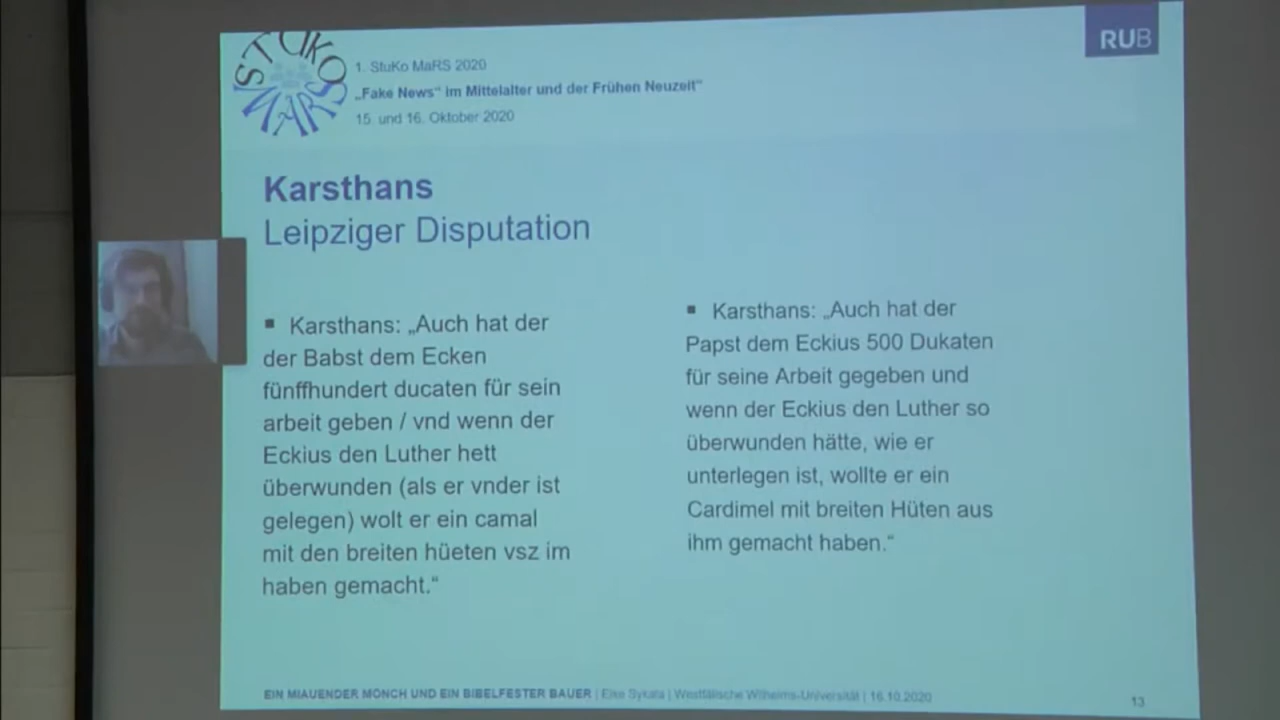 STUKO
MARS
RUB
1. StuKo MaRS 2020
„Fake News“ im Mittelalter und der Frühen Neuzeit“
15. und 16. Oktober 2020
Karsthans
Leipziger Disputation
▪ Karsthans: „Auch hat der
der Babst dem Ecken
fünffhundert ducaten für sein
arbeit geben / vnd wenn der
Eckius den Luther hett
überwunden (als er vnder ist
gelegen) wolt er ein camal
mit den breiten hüeten vsz im
haben gemacht.“
▪ Karsthans: „Auch hat der
Papst dem Eckius 500 Dukaten
für seine Arbeit gegeben und
wenn der Eckius den Luther so
überwunden hätte, wie er
unterlegen ist, wollte er ein
Cardimel mit breiten Hüten aus
ihm gemacht haben.“
EIN MIAUENDER MÖNCH UND EIN BIBELFESTER BAUER | Elke Sykala | Westfälische Wilhelms-Universität | 16.10.2020
13